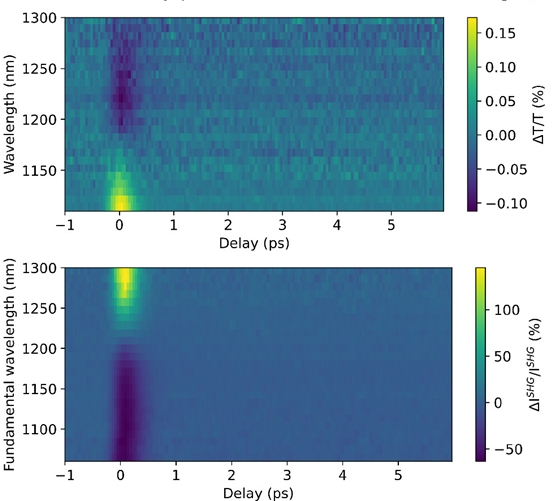 1300
1250
1200
1150
Wavelength (nm)
−1 0 1 2 3 4 5
Delay (ps)
0.15
0.10
0.05
0.00
−0.05
−0.10
ΔT/T (%)
1300
1250
1200
1150
1100
Fundamental wavelength (nm)
−1 0 1 2 3 4 5
Delay (ps)
100
50
0
−50
ΔI^SHG/I^SHG (%)